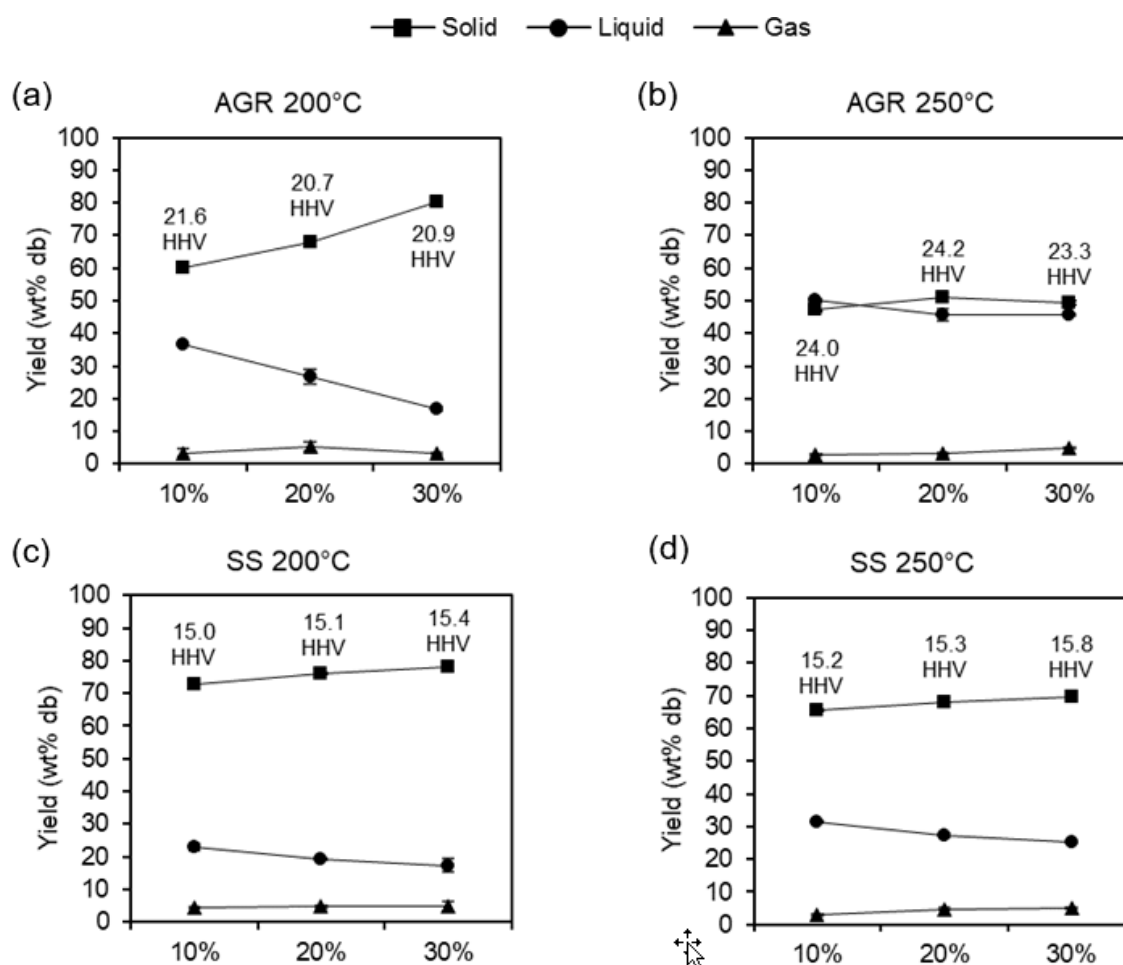 Solid Liquid Gas
(a)
AGR 200°C
Yield (wt% db)
100
90
80
70
60
50
40
30
20
10
0
21.6
HHV
20.7
HHV
20.9
HHV
10% 20% 30%
(b)
AGR 250°C
Yield (wt% db)
100
90
80
70
60
50
40
30
20
10
0
24.0
HHV
24.2
HHV
23.3
HHV
10% 20% 30%
(c)
SS 200°C
Yield (wt% db)
100
90
80
70
60
50
40
30
20
10
0
15.0
HHV
15.1
HHV
15.4
HHV
10% 20% 30%
(d)
SS 250°C
Yield (wt% db)
100
90
80
70
60
50
40
30
20
10
0
15.2
HHV
15.3
HHV
15.8
HHV
10% 20% 30%